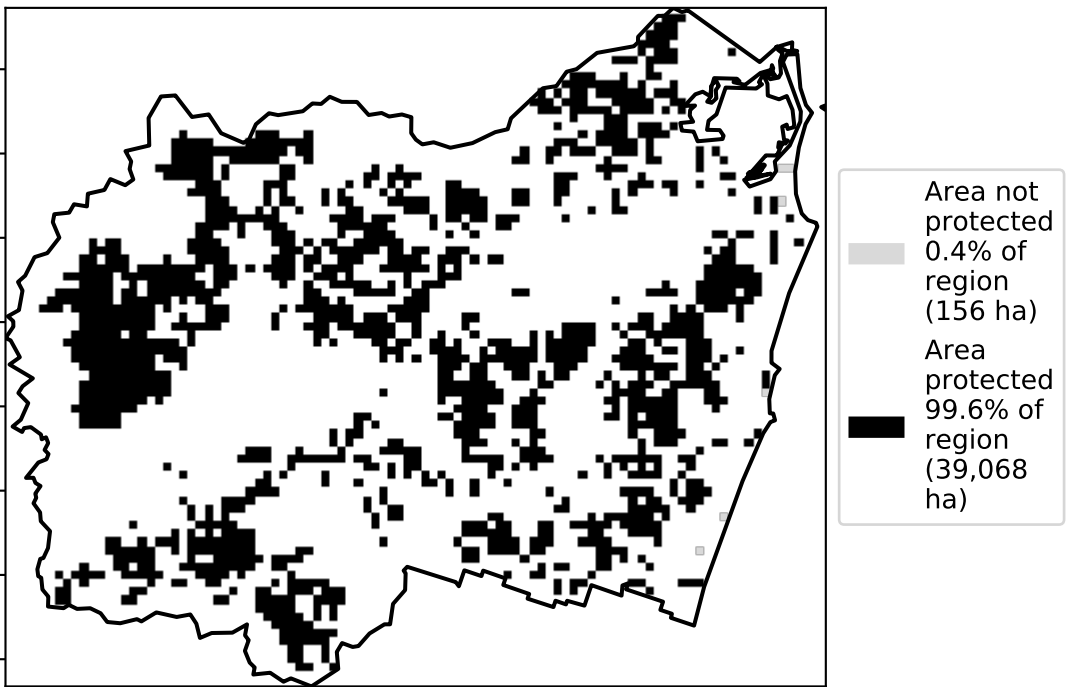 Area not
protected
0.4% of
region
(156 ha)
Area
protected
99.6% of
region
(39,068
ha)